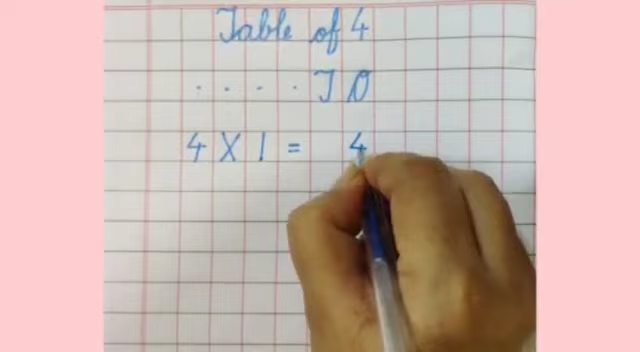 Table of 4
. . . . T O
4 X 1 = 4